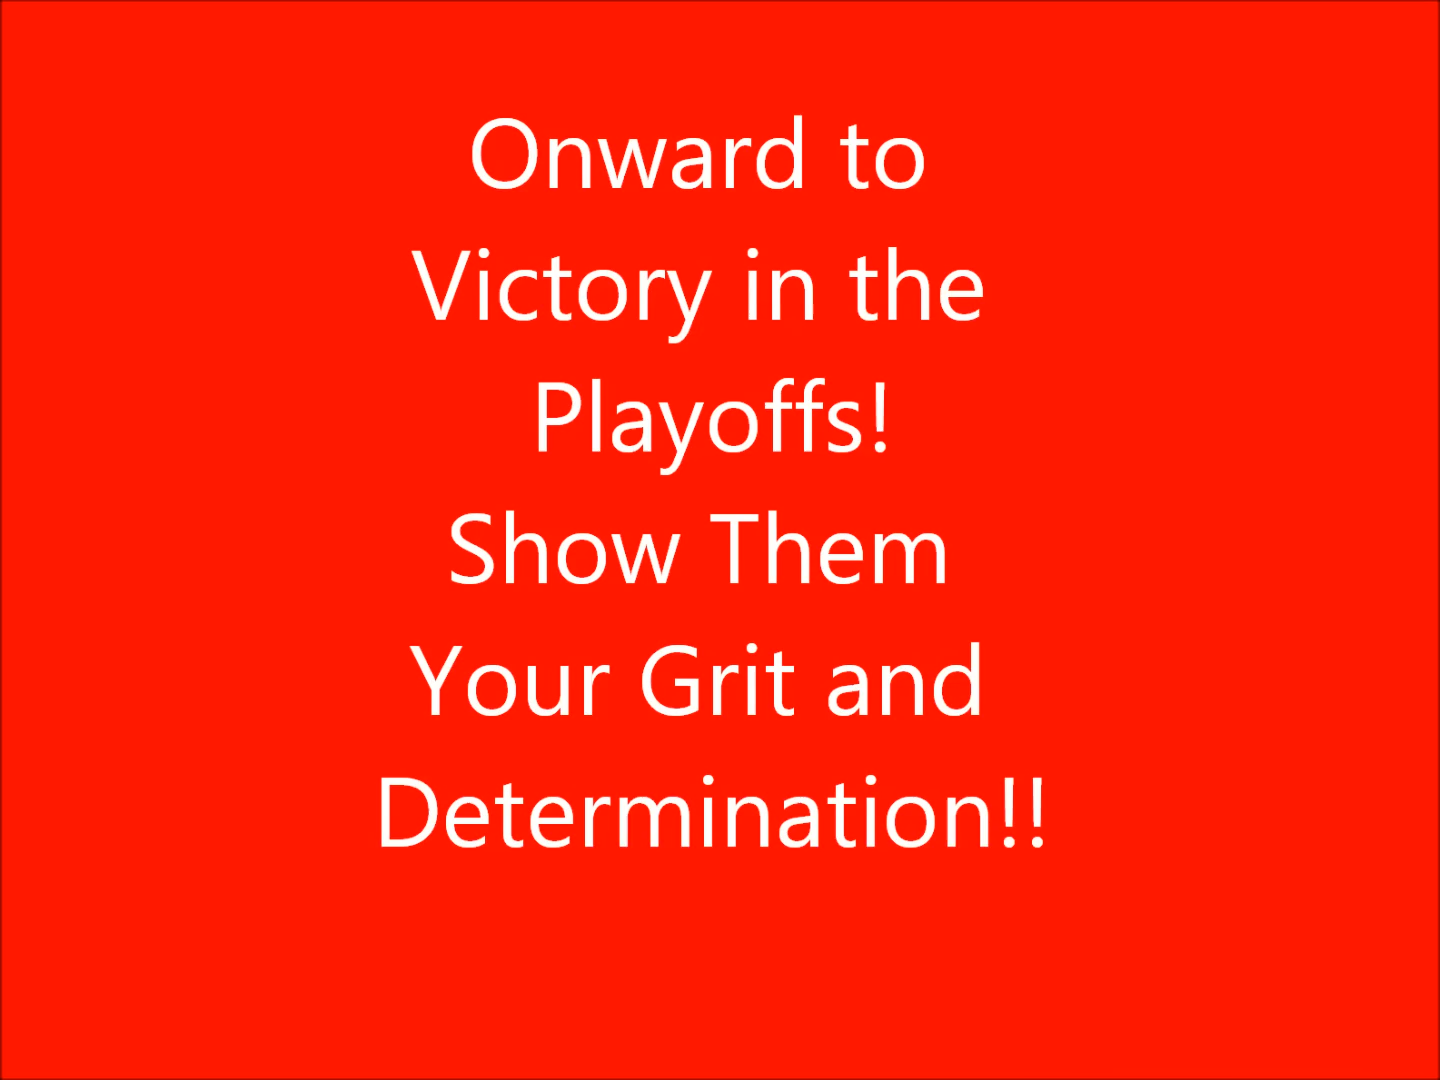 Onward to
Victory in the
Playoffs!
Show Them
Your Grit and
Determination!!